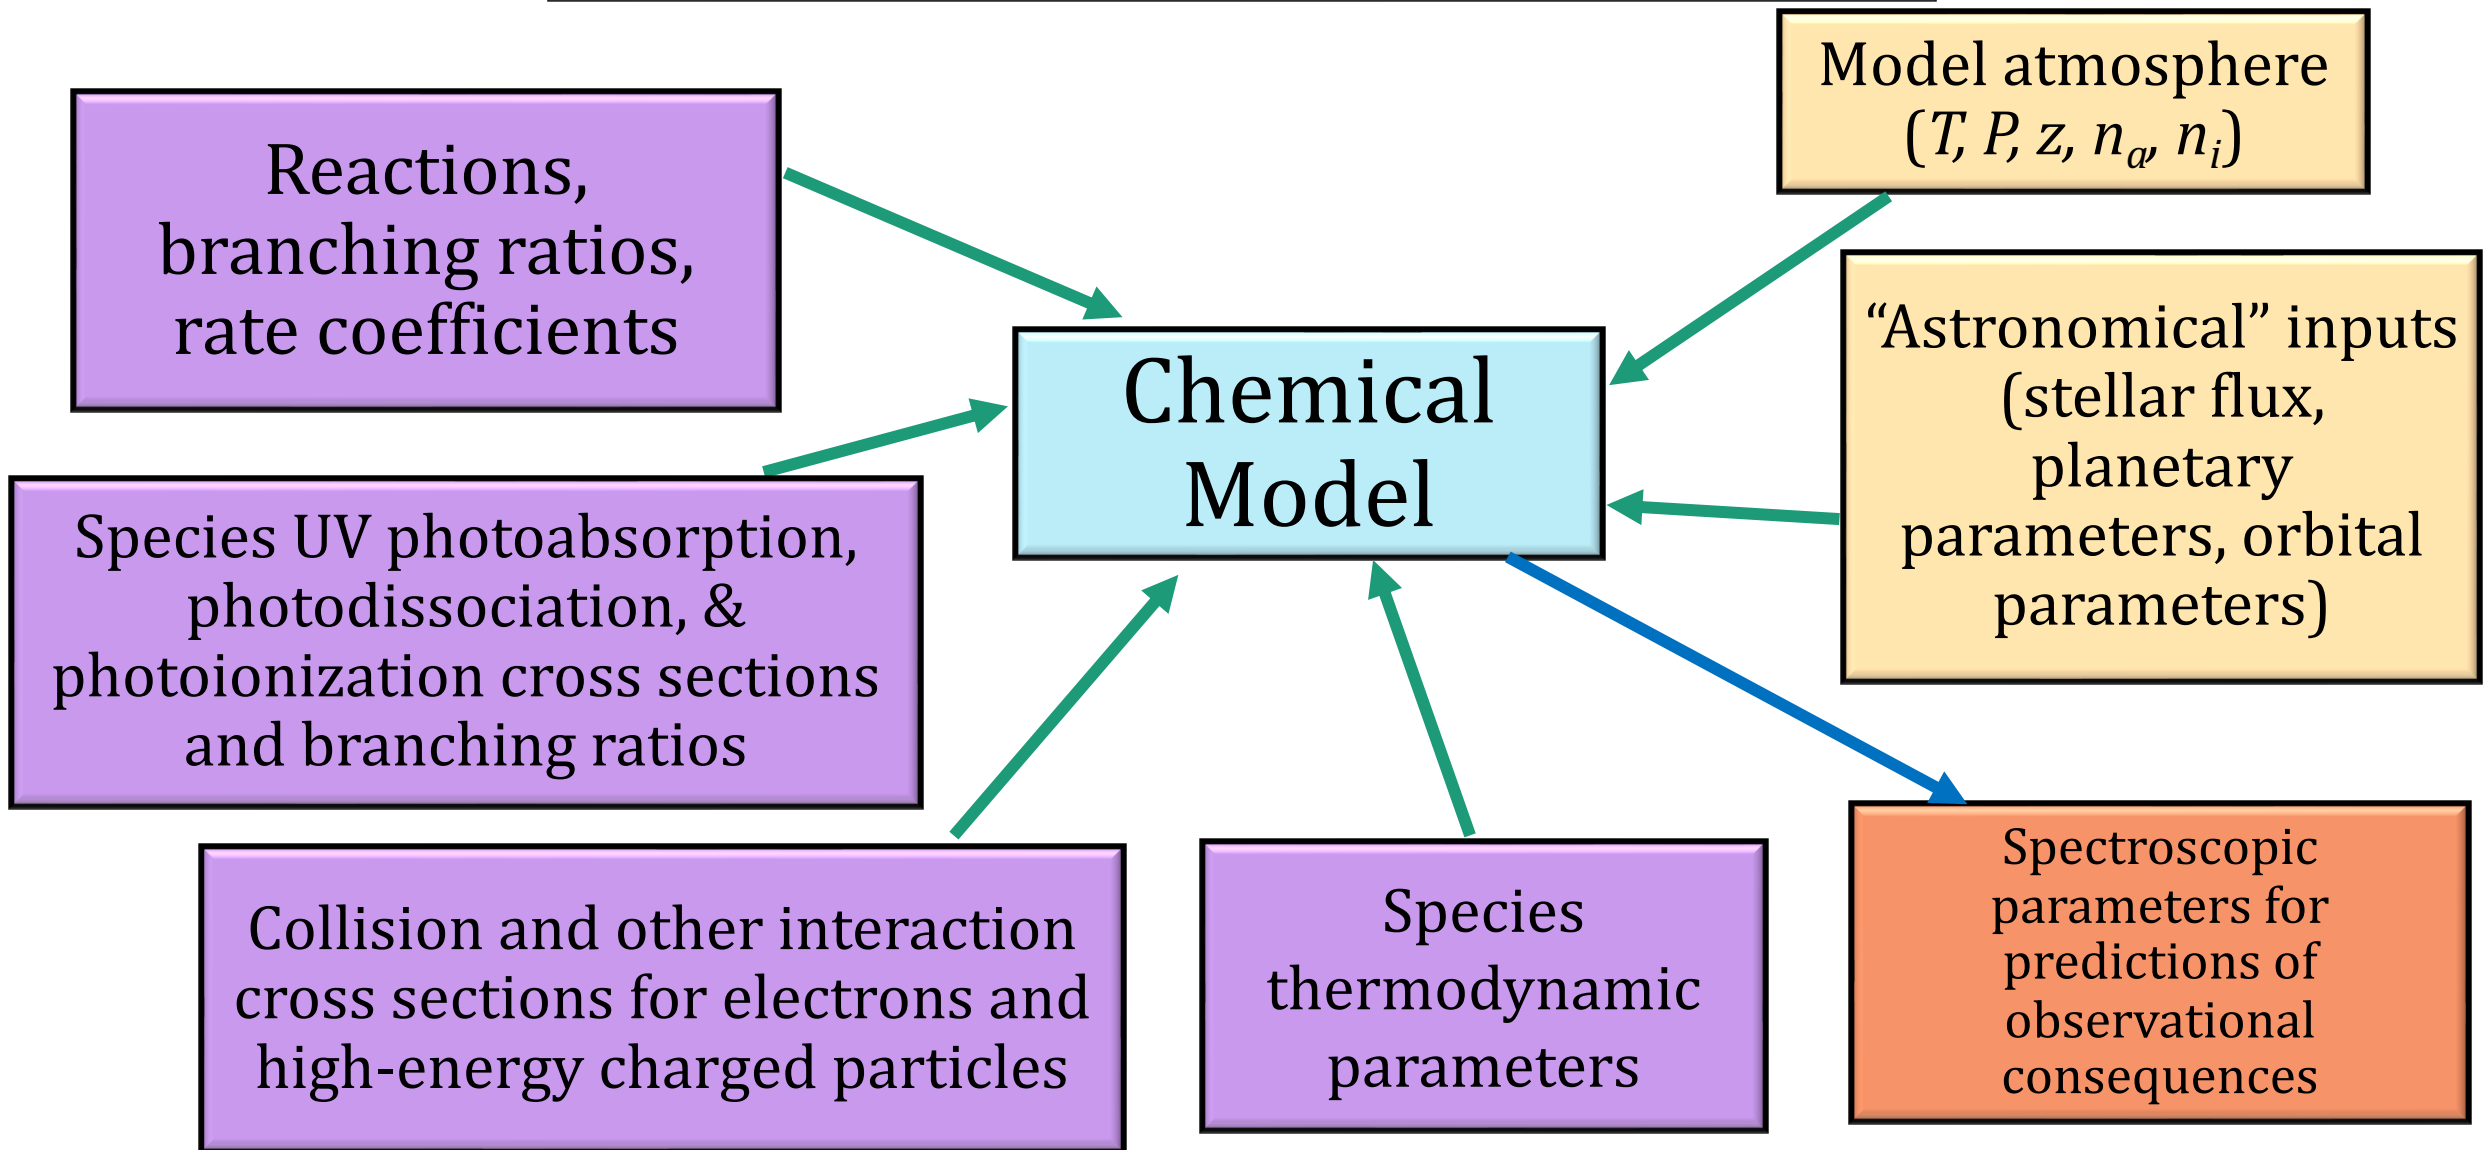 Model atmosphere
(T, P, z, nₐ, nᵢ)
Reactions,
branching ratios,
rate coefficients
“Astronomical” inputs
(stellar flux,
planetary
parameters, orbital
parameters)
Chemical
Model
Species UV photoabsorption,
photodissociation, &
photoionization cross sections
and branching ratios
Collision and other interaction
cross sections for electrons and
high-energy charged particles
Species
thermodynamic
parameters
Spectroscopic
parameters for
predictions of
observational
consequences